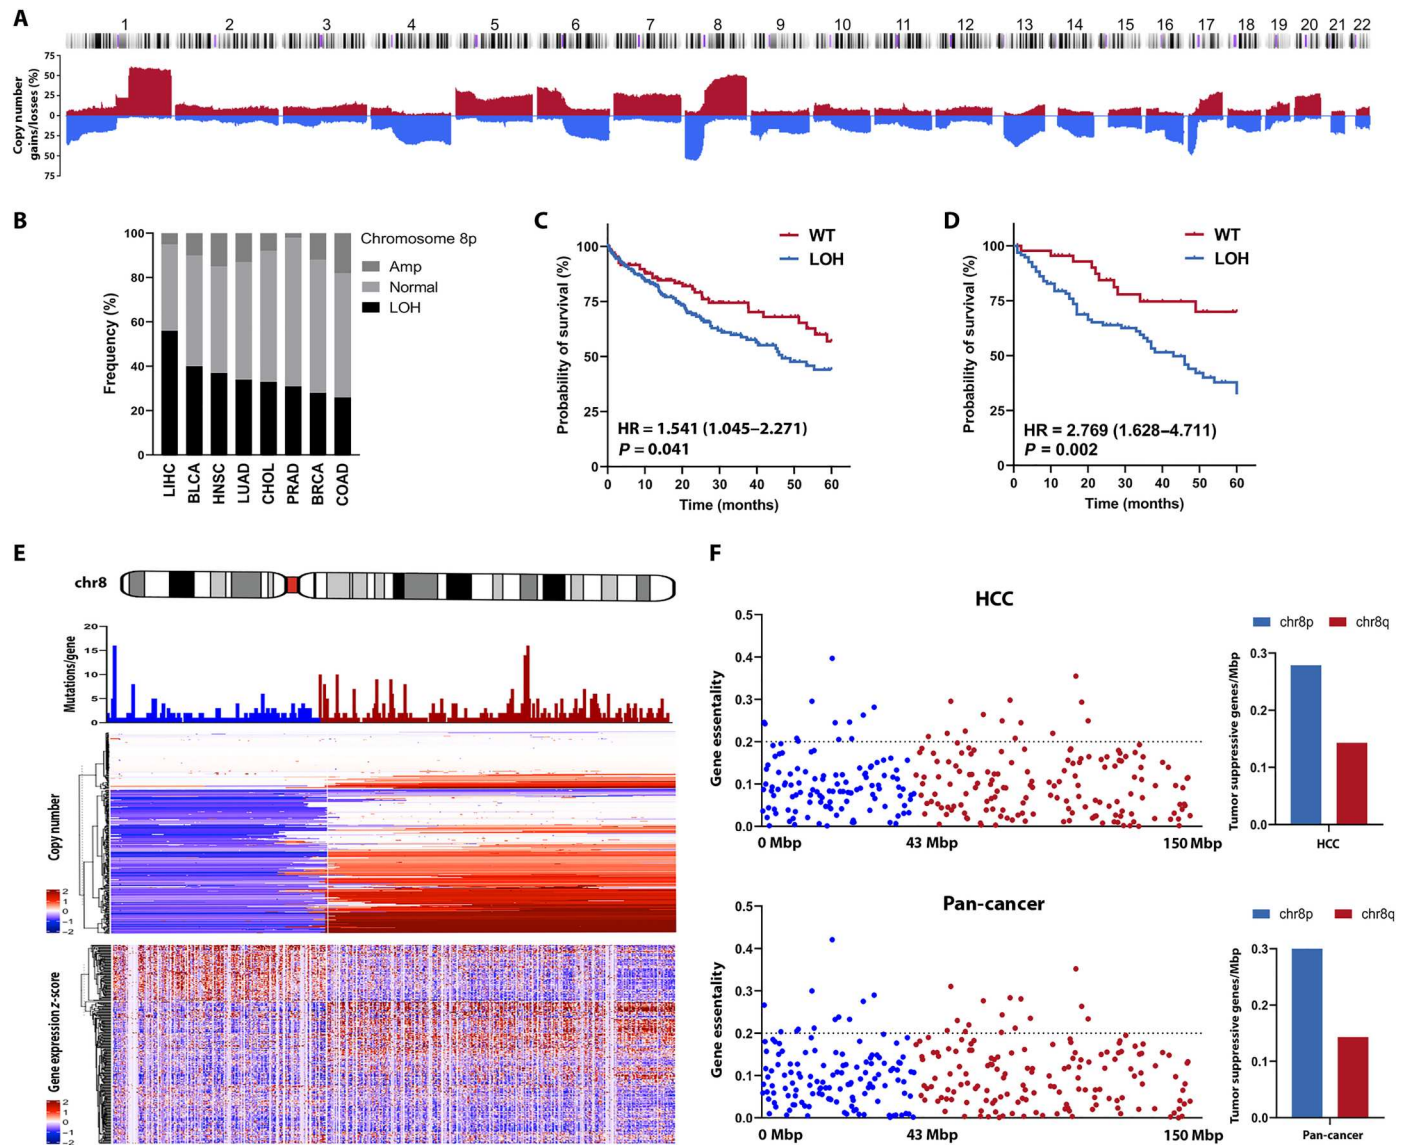 A
1 2 3 4 5 6 7 8 9 10 11 12 13 14 15 16 17 18 19 20 21 22
Copy number
gains/losses (%)
75
50
25
0
25
50
75
B
Frequency (%)
100
80
60
40
20
0
LIHC BLCA HNSC LUAD CHOL PRAD BRCA COAD
Chromosome 8p
Amp
Normal
LOH
C
Probability of survival (%)
100
75
50
25
0
WT
LOH
HR = 1.541 (1.045–2.271)
P = 0.041
0 10 20 30 40 50 60
Time (months)
D
Probability of survival (%)
100
75
50
25
0
WT
LOH
HR = 2.769 (1.628–4.711)
P = 0.002
0 10 20 30 40 50 60
Time (months)
E
chr8
Mutations/gene
20
15
10
5
0
Copy number
2
1
0
-1
-2
Gene expression z-score
2
1
0
-1
-2
F
HCC
Gene essentiality
0.5
0.4
0.3
0.2
0.1
0.0
0 Mbp 43 Mbp 150 Mbp
chr8p chr8q
Tumor suppressive genes/Mbp
0.3
0.2
0.1
0.0
HCC
Pan-cancer
Gene essentiality
0.5
0.4
0.3
0.2
0.1
0.0
0 Mbp 43 Mbp 150 Mbp
chr8p chr8q
Tumor suppressive genes/Mbp
0.3
0.2
0.1
0.0
Pan-cancer